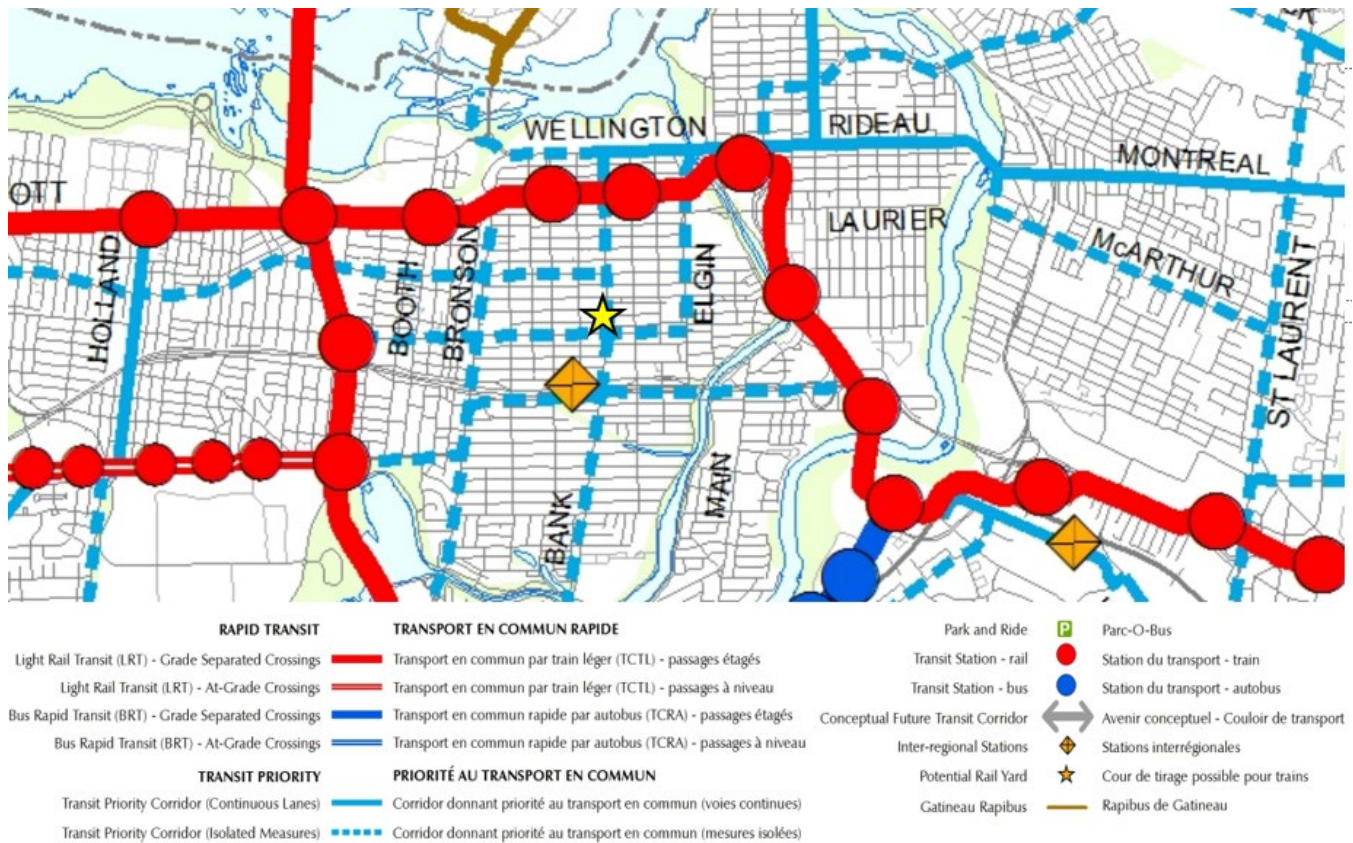 CK
WELLINGTON
RIDEAU
MONTREAL
OTT
LAURIER
McARTHUR
HOLLAND
BOOTH
BRONSON
ELGIN
ST LAURENT
BANK
MAIN
RAPID TRANSIT
TRANSPORT EN COMMUN RAPIDE
Light Rail Transit (LRT) - Grade Separated Crossings
Transport en commun par train léger (TCTL) - passages étagés
Light Rail Transit (LRT) - At-Grade Crossings
Transport en commun par train léger (TCTL) - passages à niveau
Bus Rapid Transit (BRT) - Grade Separated Crossings
Transport en commun rapide par autobus (TCRA) - passages étagés
Bus Rapid Transit (BRT) - At-Grade Crossings
Transport en commun rapide par autobus (TCRA) - passages à niveau
TRANSIT PRIORITY
PRIORITÉ AU TRANSPORT EN COMMUN
Transit Priority Corridor (Continuous Lanes)
Corridor donnant priorité au transport en commun (voies continues)
Transit Priority Corridor (Isolated Measures)
Corridor donnant priorité au transport en commun (mesures isolées)
Park and Ride
P
Parc-O-Bus
Transit Station - rail
Station du transport - train
Transit Station - bus
Station du transport - autobus
Conceptual Future Transit Corridor
Avenir conceptuel - Couloir de transport
Inter-regional Stations
Stations interrégionales
Potential Rail Yard
Cour de tirage possible pour trains
Gatineau Rapibus
Rapibus de Gatineau